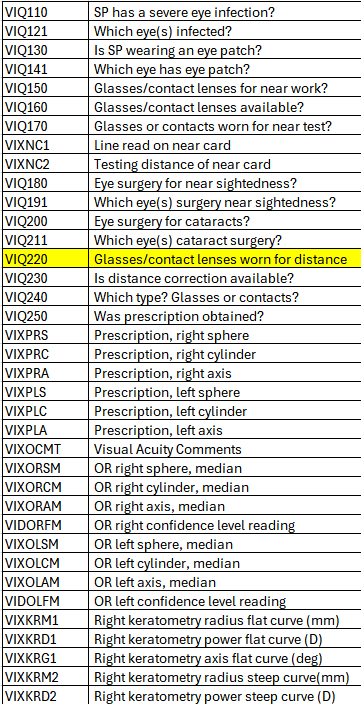 VIQ110 SP has a severe eye infection?
VIQ121 Which eye(s) infected?
VIQ130 Is SP wearing an eye patch?
VIQ141 Which eye has eye patch?
VIQ150 Glasses/contact lenses for near work?
VIQ160 Glasses/contact lenses available?
VIQ170 Glasses or contacts worn for near test?
VIXNC1 Line read on near card
VIXNC2 Testing distance of near card
VIQ180 Eye surgery for near sightedness?
VIQ191 Which eye(s) surgery near sightedness?
VIQ200 Eye surgery for cataracts?
VIQ211 Which eye(s) cataract surgery?
VIQ220 Glasses/contact lenses worn for distance
VIQ230 Is distance correction available?
VIQ240 Which type? Glasses or contacts?
VIQ250 Was prescription obtained?
VIXPRS Prescription, right sphere
VIXPRC Prescription, right cylinder
VIXPRA Prescription, right axis
VIXPLS Prescription, left sphere
VIXPLC Prescription, left cylinder
VIXPLA Prescription, left axis
VIXOCMT Visual Acuity Comments
VIXORSM OR right sphere, median
VIXORCM OR right cylinder, median
VIXORAM OR right axis, median
VIDORFM OR right confidence level reading
VIXOLSM OR left sphere, median
VIXOLCM OR left cylinder, median
VIXOLAM OR left axis, median
VIDOLFM OR left confidence level reading
VIXKRM1 Right keratometry radius flat curve (mm)
VIXKRD1 Right keratometry power flat curve (D)
VIXKRG1 Right keratometry axis flat curve (deg)
VIXKRM2 Right keratometry radius steep curve(mm)
VIXKRD2 Right keratometry power steep curve (D)